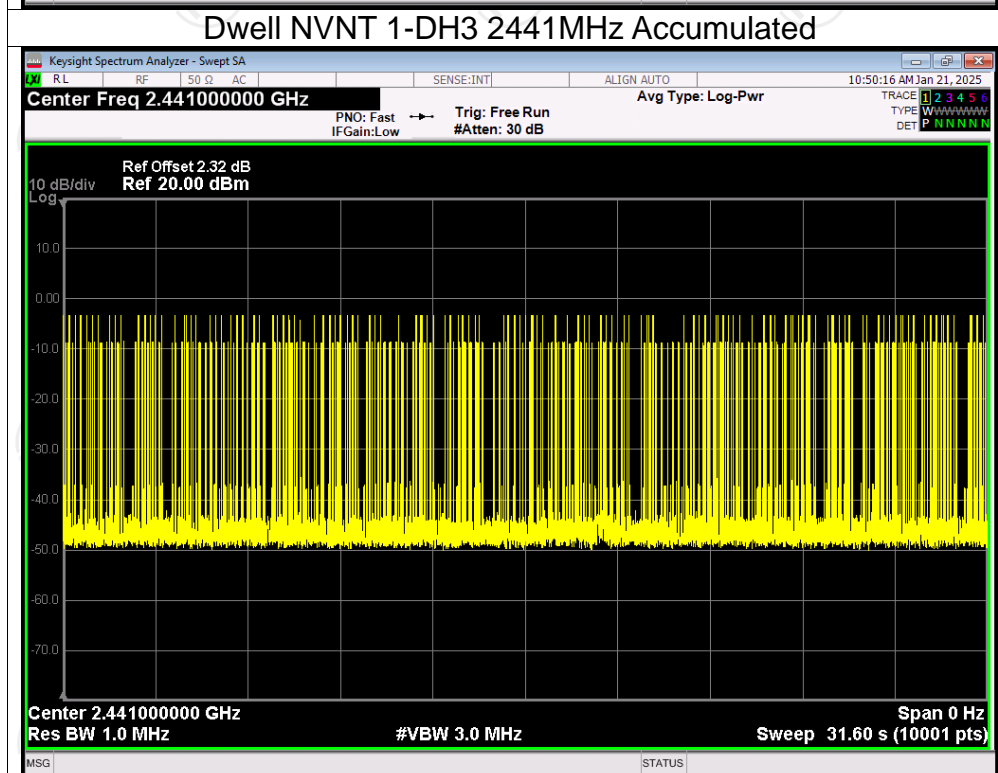 Dwell NVNT 1-DH3 2441MHz Accumulated
Keysight Spectrum Analyzer - Swept SA
LXI RL RF 50 Ω AC SENSE:INT ALIGN AUTO 10:50:16 AM Jan 21, 2025
Center Freq 2.441000000 GHz Avg Type: Log-Pwr TRACE 1 2 3 4 5 6
PNO: Fast Trig: Free Run TYPE WWWWWW
IFGain:Low #Atten: 30 dB DET P N N N N N
Ref Offset 2.32 dB
10 dB/div Ref 20.00 dBm
Log
10.0
0.00
-10.0
-20.0
-30.0
-40.0
-50.0
-60.0
-70.0
Center 2.441000000 GHz Span 0 Hz
Res BW 1.0 MHz #VBW 3.0 MHz Sweep 31.60 s (10001 pts)
MSG STATUS